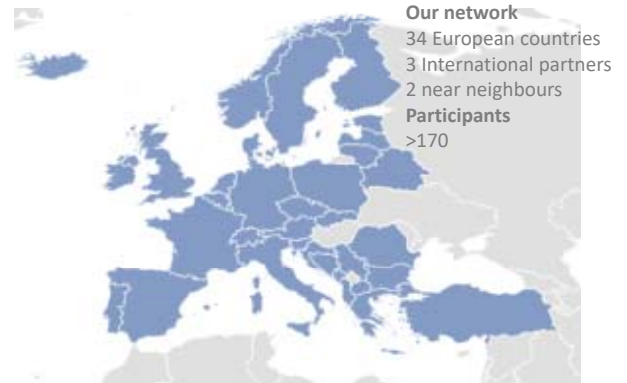 Our network
34 European countries
3 International partners
2 near neighbours
Participants
>170